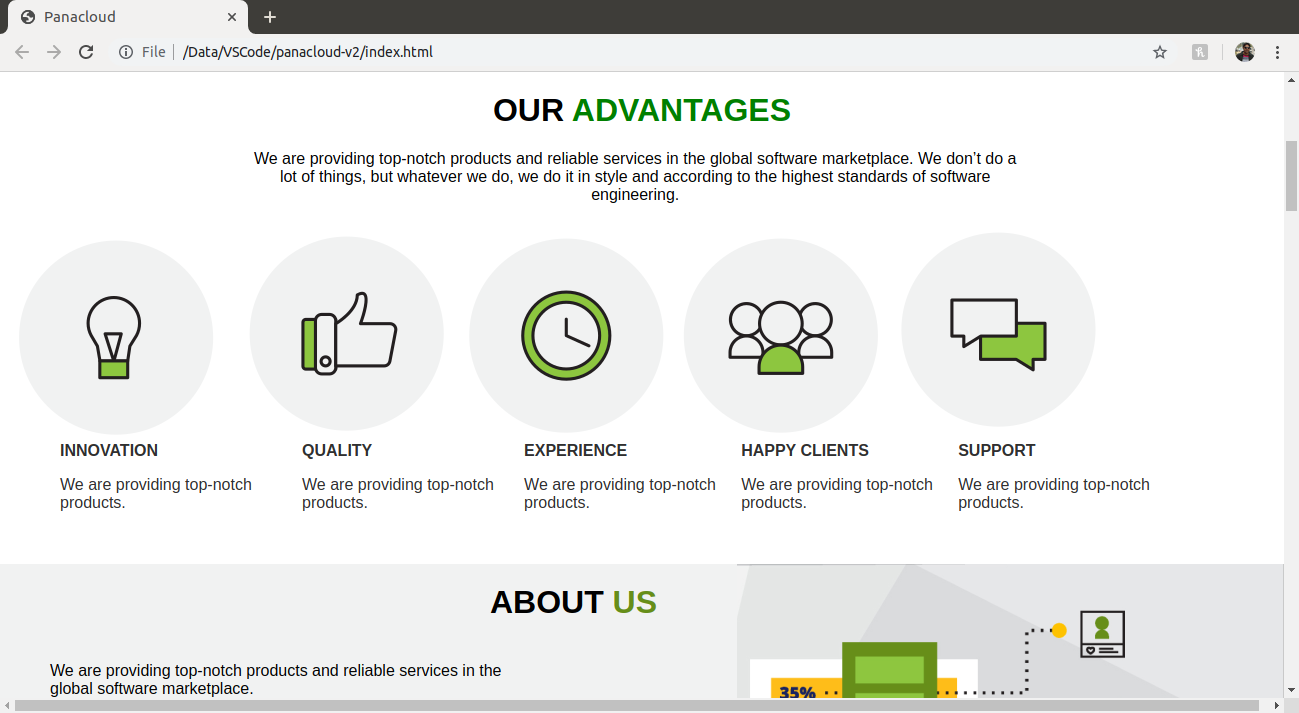 Panacloud
File /Data/VSCode/panacloud-v2/index.html
OUR ADVANTAGES
We are providing top-notch products and reliable services in the global software marketplace. We don’t do a
lot of things, but whatever we do, we do it in style and according to the highest standards of software
engineering.
INNOVATION
We are providing top-notch
products.
QUALITY
We are providing top-notch
products.
EXPERIENCE
We are providing top-notch
products.
HAPPY CLIENTS
We are providing top-notch
products.
SUPPORT
We are providing top-notch
products.
ABOUT US
We are providing top-notch products and reliable services in the
global software marketplace.
35%